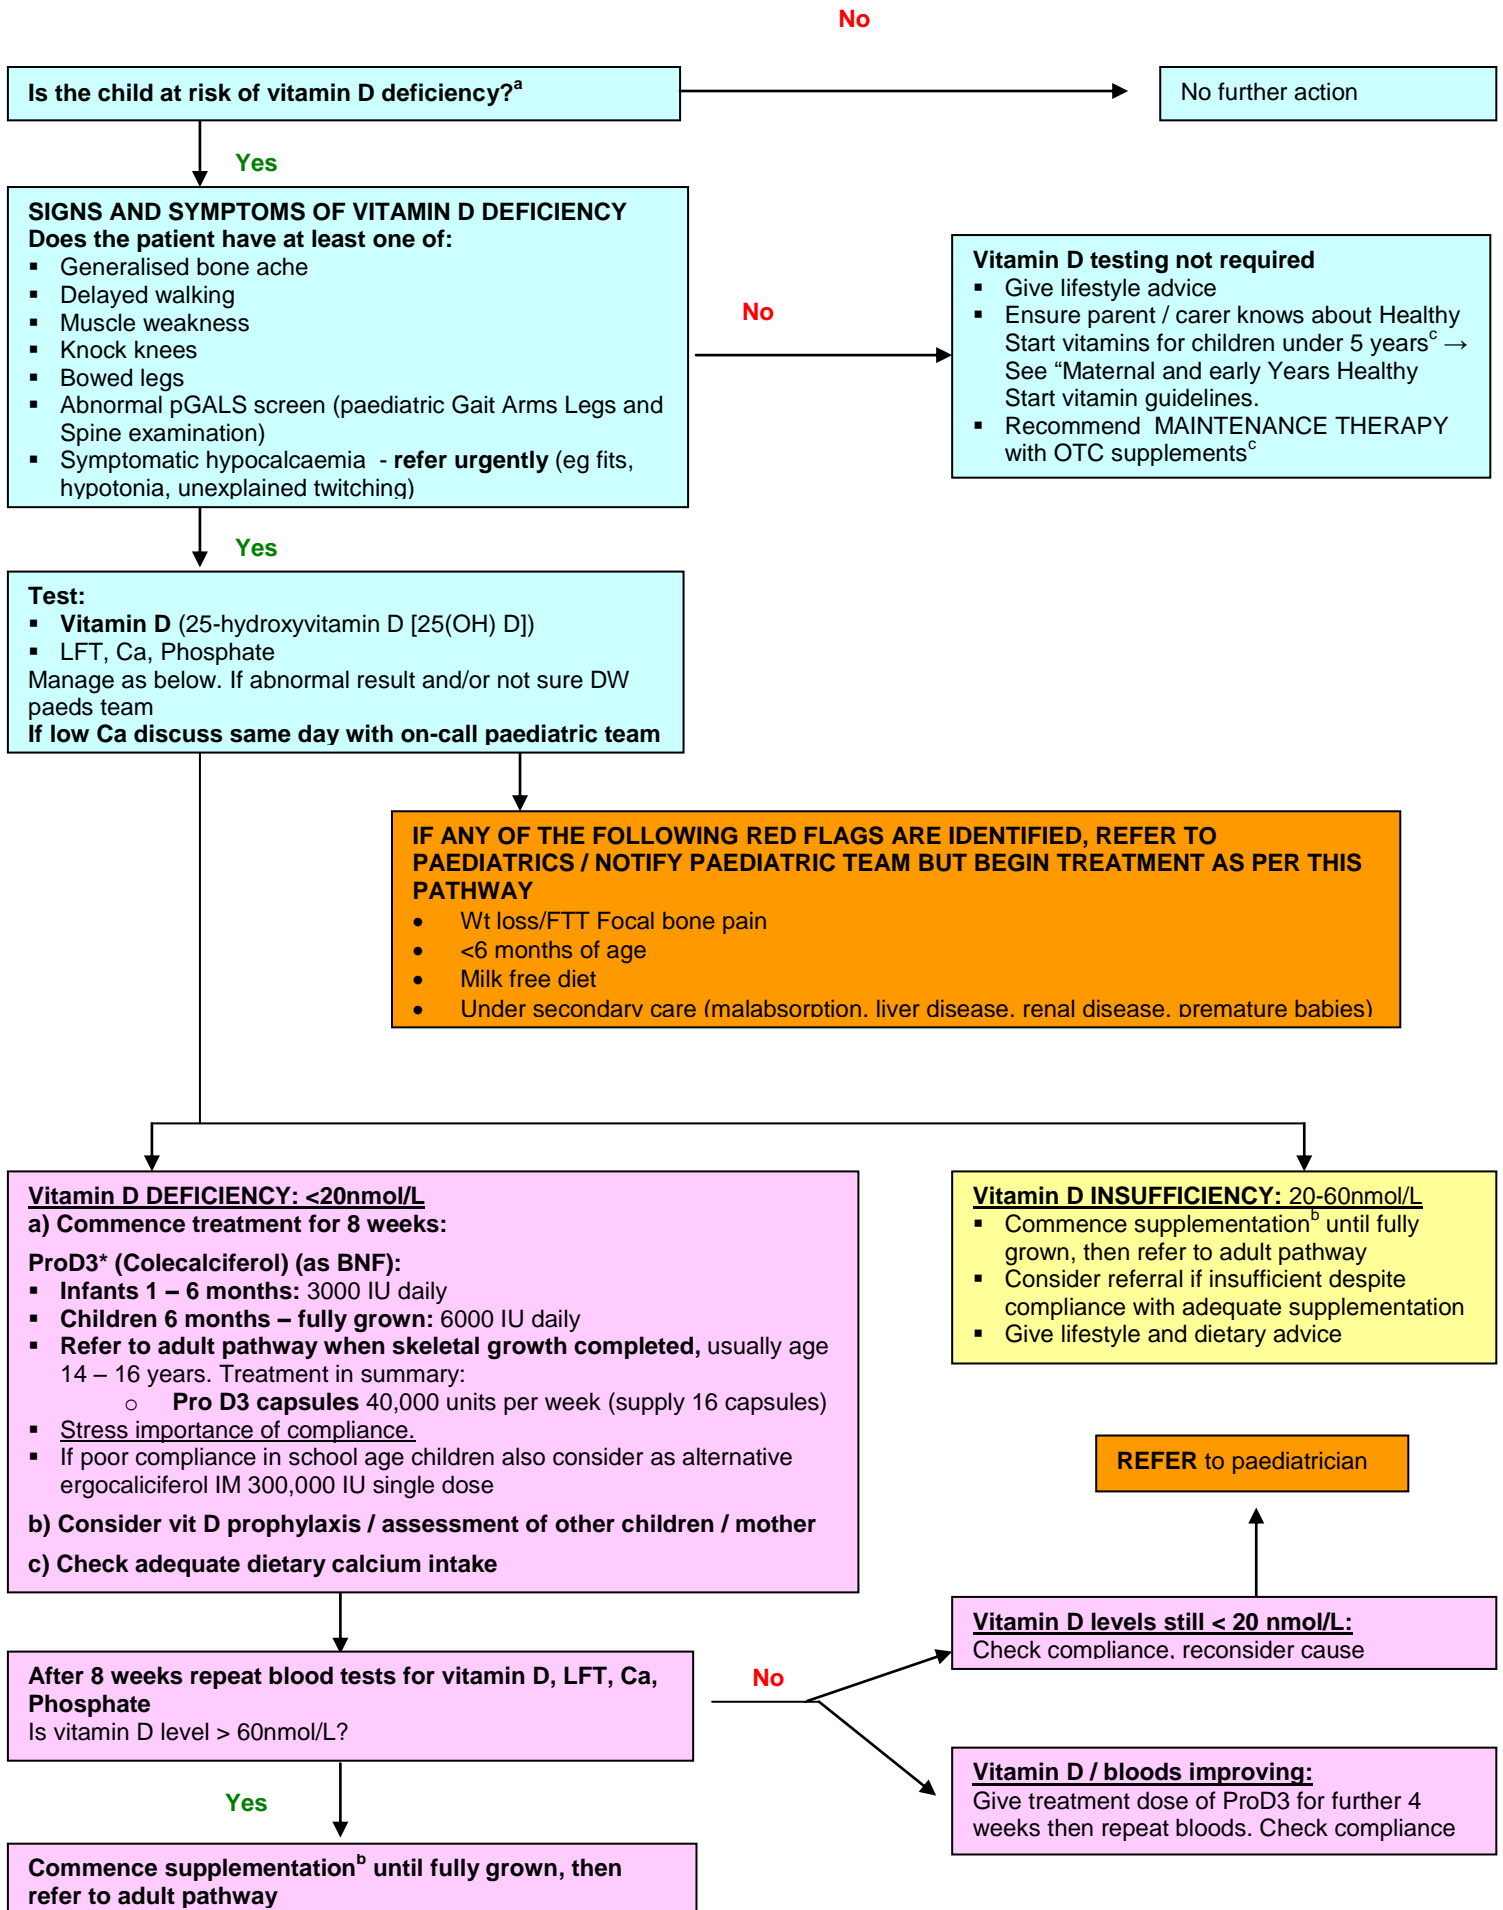 No
Is the child at risk of vitamin D deficiency?a
No further action
Yes
SIGNS AND SYMPTOMS OF VITAMIN D DEFICIENCY
Does the patient have at least one of:
▪ Generalised bone ache
▪ Delayed walking
▪ Muscle weakness
▪ Knock knees
▪ Bowed legs
▪ Abnormal pGALS screen (paediatric Gait Arms Legs and
Spine examination)
▪ Symptomatic hypocalcaemia - refer urgently (eg fits,
hypotonia, unexplained twitching)
No
Vitamin D testing not required
▪ Give lifestyle advice
▪ Ensure parent / carer knows about Healthy
Start vitamins for children under 5 yearsc →
See “Maternal and early Years Healthy
Start vitamin guidelines.
▪ Recommend MAINTENANCE THERAPY
with OTC supplementsc
Yes
Test:
▪ Vitamin D (25-hydroxyvitamin D [25(OH) D])
▪ LFT, Ca, Phosphate
Manage as below. If abnormal result and/or not sure DW
paeds team
If low Ca discuss same day with on-call paediatric team
IF ANY OF THE FOLLOWING RED FLAGS ARE IDENTIFIED, REFER TO
PAEDIATRICS / NOTIFY PAEDIATRIC TEAM BUT BEGIN TREATMENT AS PER THIS
PATHWAY
• Wt loss/FTT Focal bone pain
• <6 months of age
• Milk free diet
• Under secondary care (malabsorption, liver disease, renal disease, premature babies)
Vitamin D DEFICIENCY: <20nmol/L
a) Commence treatment for 8 weeks:
ProD3* (Colecalciferol) (as BNF):
▪ Infants 1 – 6 months: 3000 IU daily
▪ Children 6 months – fully grown: 6000 IU daily
▪ Refer to adult pathway when skeletal growth completed, usually age
14 – 16 years. Treatment in summary:
o Pro D3 capsules 40,000 units per week (supply 16 capsules)
▪ Stress importance of compliance.
▪ If poor compliance in school age children also consider as alternative
ergocaliciferol IM 300,000 IU single dose
b) Consider vit D prophylaxis / assessment of other children / mother
c) Check adequate dietary calcium intake
Vitamin D INSUFFICIENCY: 20-60nmol/L
▪ Commence supplementationb until fully
grown, then refer to adult pathway
▪ Consider referral if insufficient despite
compliance with adequate supplementation
▪ Give lifestyle and dietary advice
REFER to paediatrician
Vitamin D levels still < 20 nmol/L:
Check compliance, reconsider cause
After 8 weeks repeat blood tests for vitamin D, LFT, Ca,
Phosphate
Is vitamin D level > 60nmol/L?
No
Vitamin D / bloods improving:
Give treatment dose of ProD3 for further 4
weeks then repeat bloods. Check compliance
Yes
Commence supplementationb until fully grown, then
refer to adult pathway